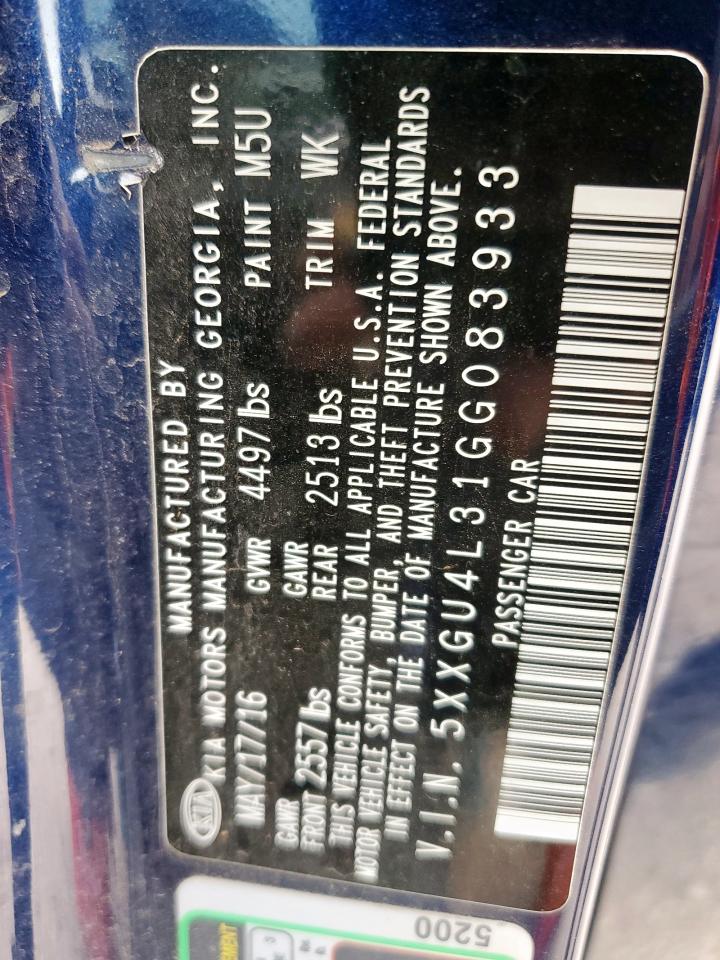 MANUFACTURED BY
KIA KIA MOTORS MANUFACTURING GEORGIA, INC.
MAY/17/16 GVWR 4497 lbs PAINT M5U
GAWR FRONT 2557 lbs GAWR REAR 2513 lbs TRIM WK
THIS VEHICLE CONFORMS TO ALL APPLICABLE U.S.A. FEDERAL
MOTOR VEHICLE SAFETY, BUMPER, AND THEFT PREVENTION STANDARDS
IN EFFECT ON THE DATE OF MANUFACTURE SHOWN ABOVE.
V.I.N. 5XXGU4L31GG083933
PASSENGER CAR
5200